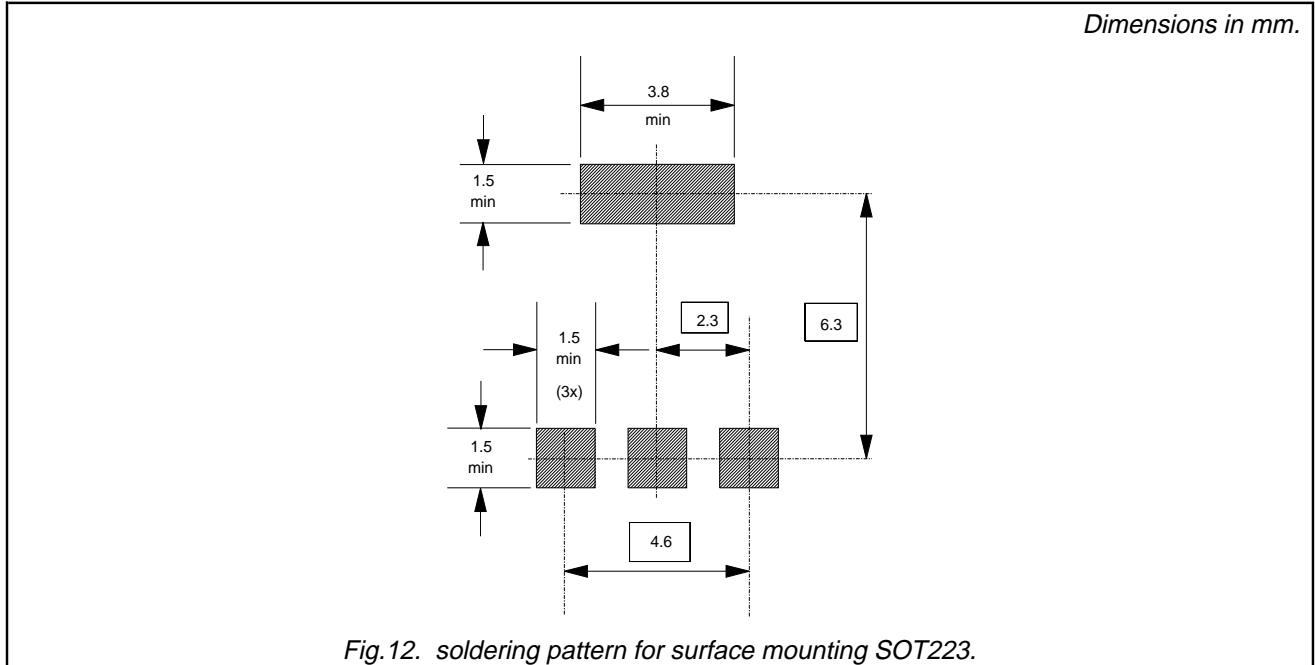 Dimensions in mm.
3.8
min
1.5
min
2.3
6.3
1.5
min
(3x)
1.5
min
4.6
Fig.12. soldering pattern for surface mounting SOT223.